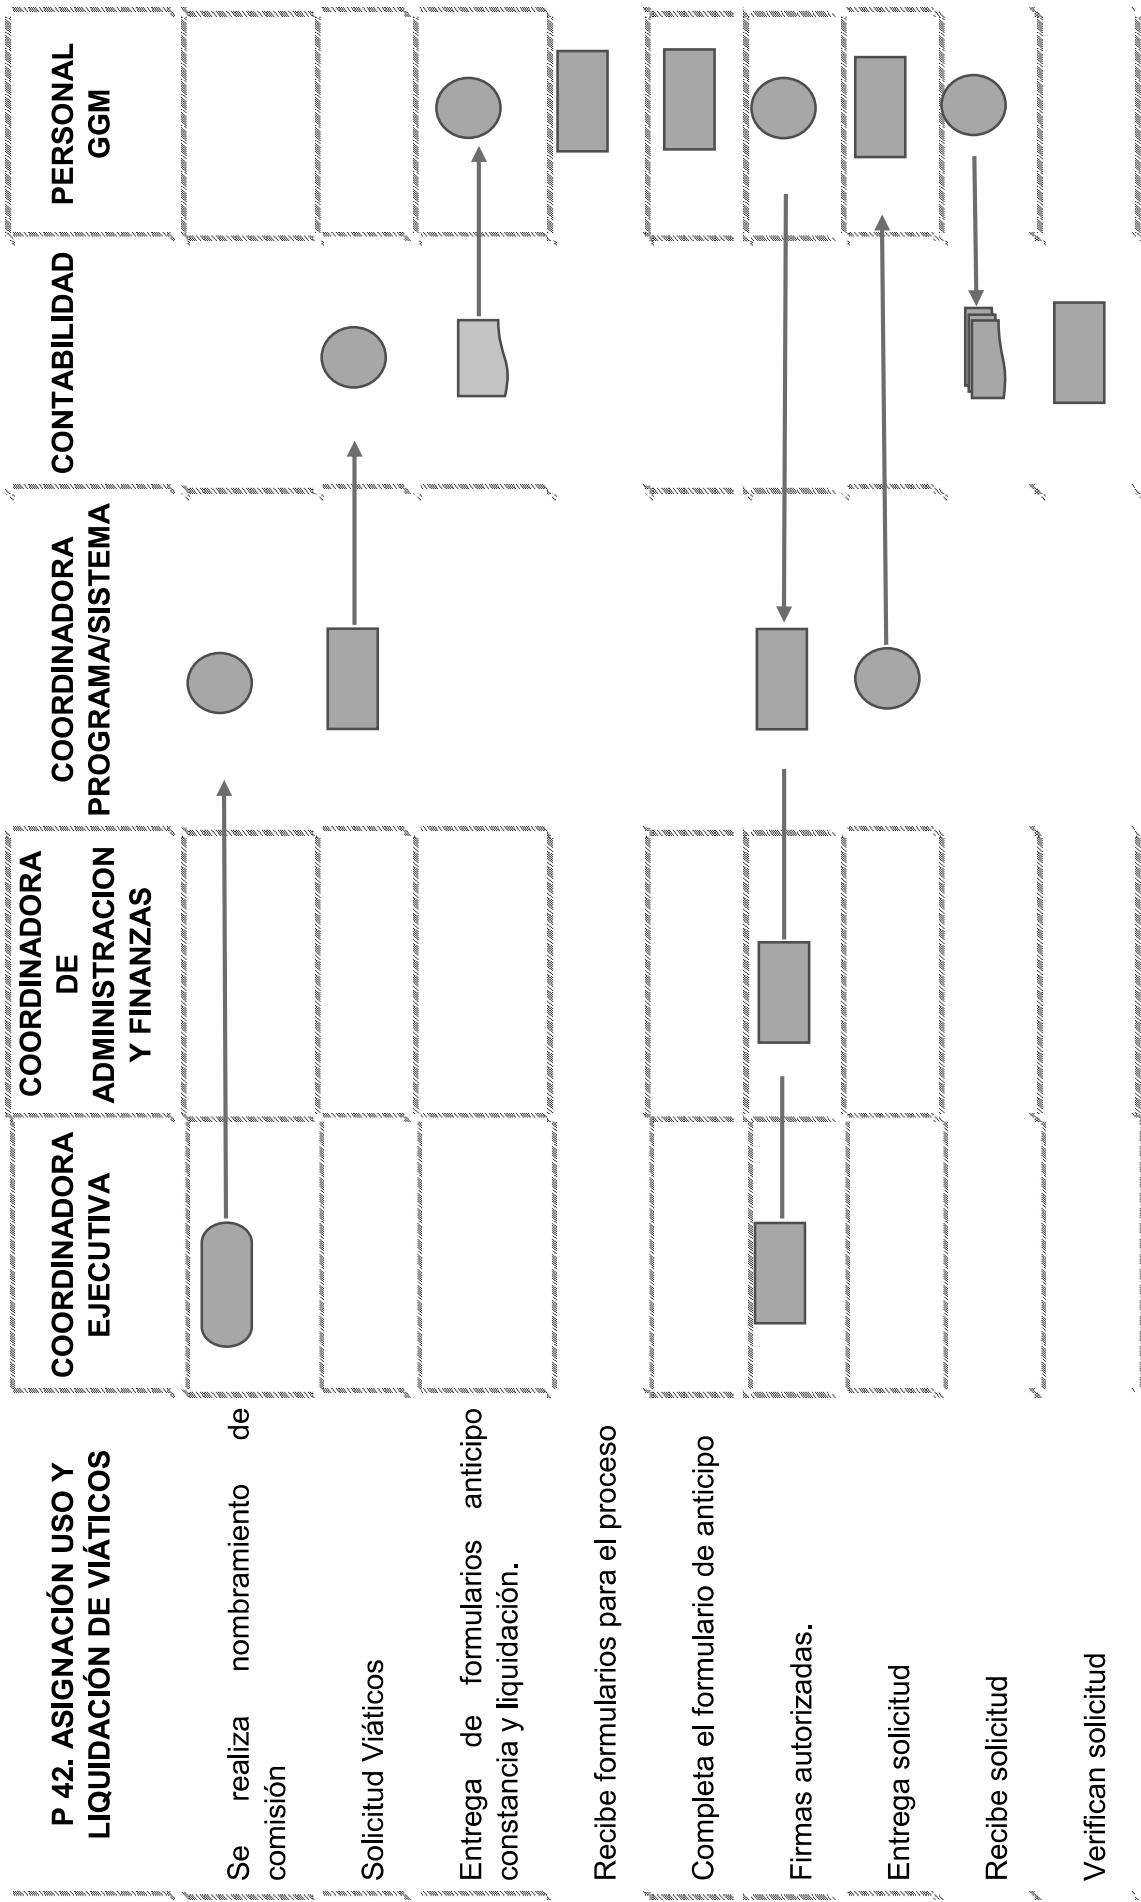 P 42. ASIGNACIÓN USO Y
LIQUIDACIÓN DE VIÁTICOS
COORDINADORA
EJECUTIVA
COORDINADORA
DE
ADMINISTRACION
Y FINANZAS
COORDINADORA
PROGRAMA/SISTEMA
CONTABILIDAD
PERSONAL
GGM
Se realiza nombramiento de
comisión
Solicitud Viáticos
Entrega de formularios anticipo
constancia y liquidación.
Recibe formularios para el proceso
Completa el formulario de anticipo
Firmas autorizadas.
Entrega solicitud
Recibe solicitud
Verifican solicitud